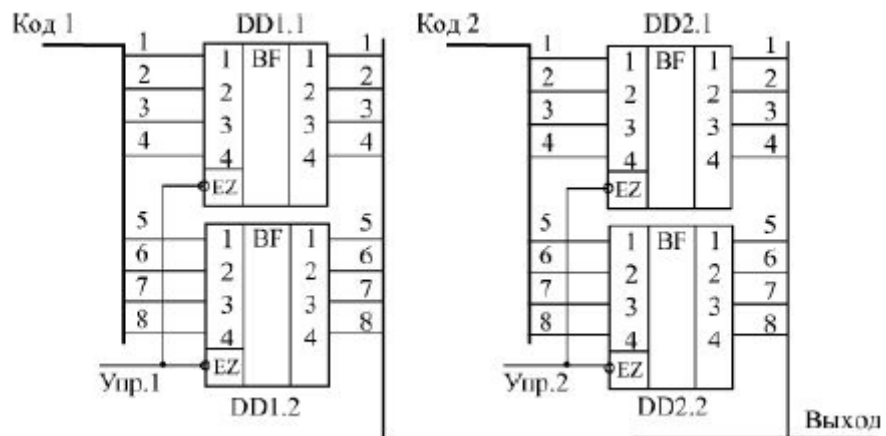 Код 1 DD1.1 Код 2 DD2.1
1 1 BF 1 1
2 2 2 2
3 3 3 3
4 4 4 4
EZ
5 1 BF 1 5
6 2 2 6
7 3 3 7
8 4 4 8
Упр.1 EZ
DD1.2
1 1 BF 1 1
2 2 2 2
3 3 3 3
4 4 4 4
EZ
5 1 BF 1 5
6 2 2 6
7 3 3 7
8 4 4 8
Упр.2 EZ
DD2.2
Выход